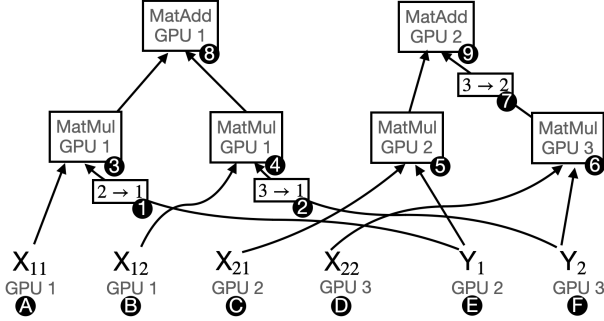 MatAdd
GPU 1
8
MatAdd
GPU 2
9
3 → 2
7
MatMul
GPU 1
3
MatMul
GPU 1
4
MatMul
GPU 2
5
MatMul
GPU 3
6
2 → 1
1
3 → 1
2
X11
GPU 1
A
X12
GPU 1
B
X21
GPU 2
C
X22
GPU 3
D
Y1
GPU 2
E
Y2
GPU 3
F